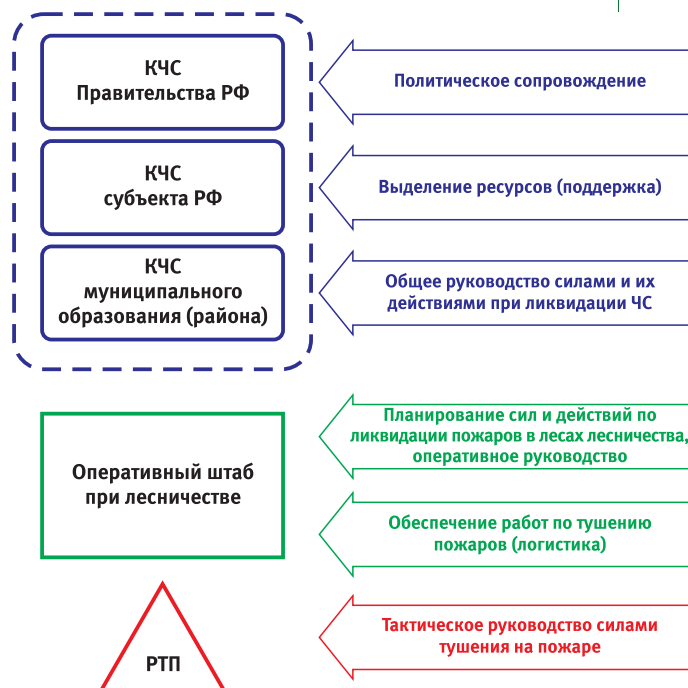 КЧС
Правительства РФ
Политическое сопровождение
КЧС
субъекта РФ
Выделение ресурсов (поддержка)
КЧС
муниципального
образования (района)
Общее руководство силами и их
действиями при ликвидации ЧС
Оперативный штаб
при лесничестве
Планирование сил и действий по
ликвидации пожаров в лесах лесничества,
оперативное руководство
Обеспечение работ по тушению
пожаров (логистика)
РТП
Тактическое руководство силами
тушения на пожаре